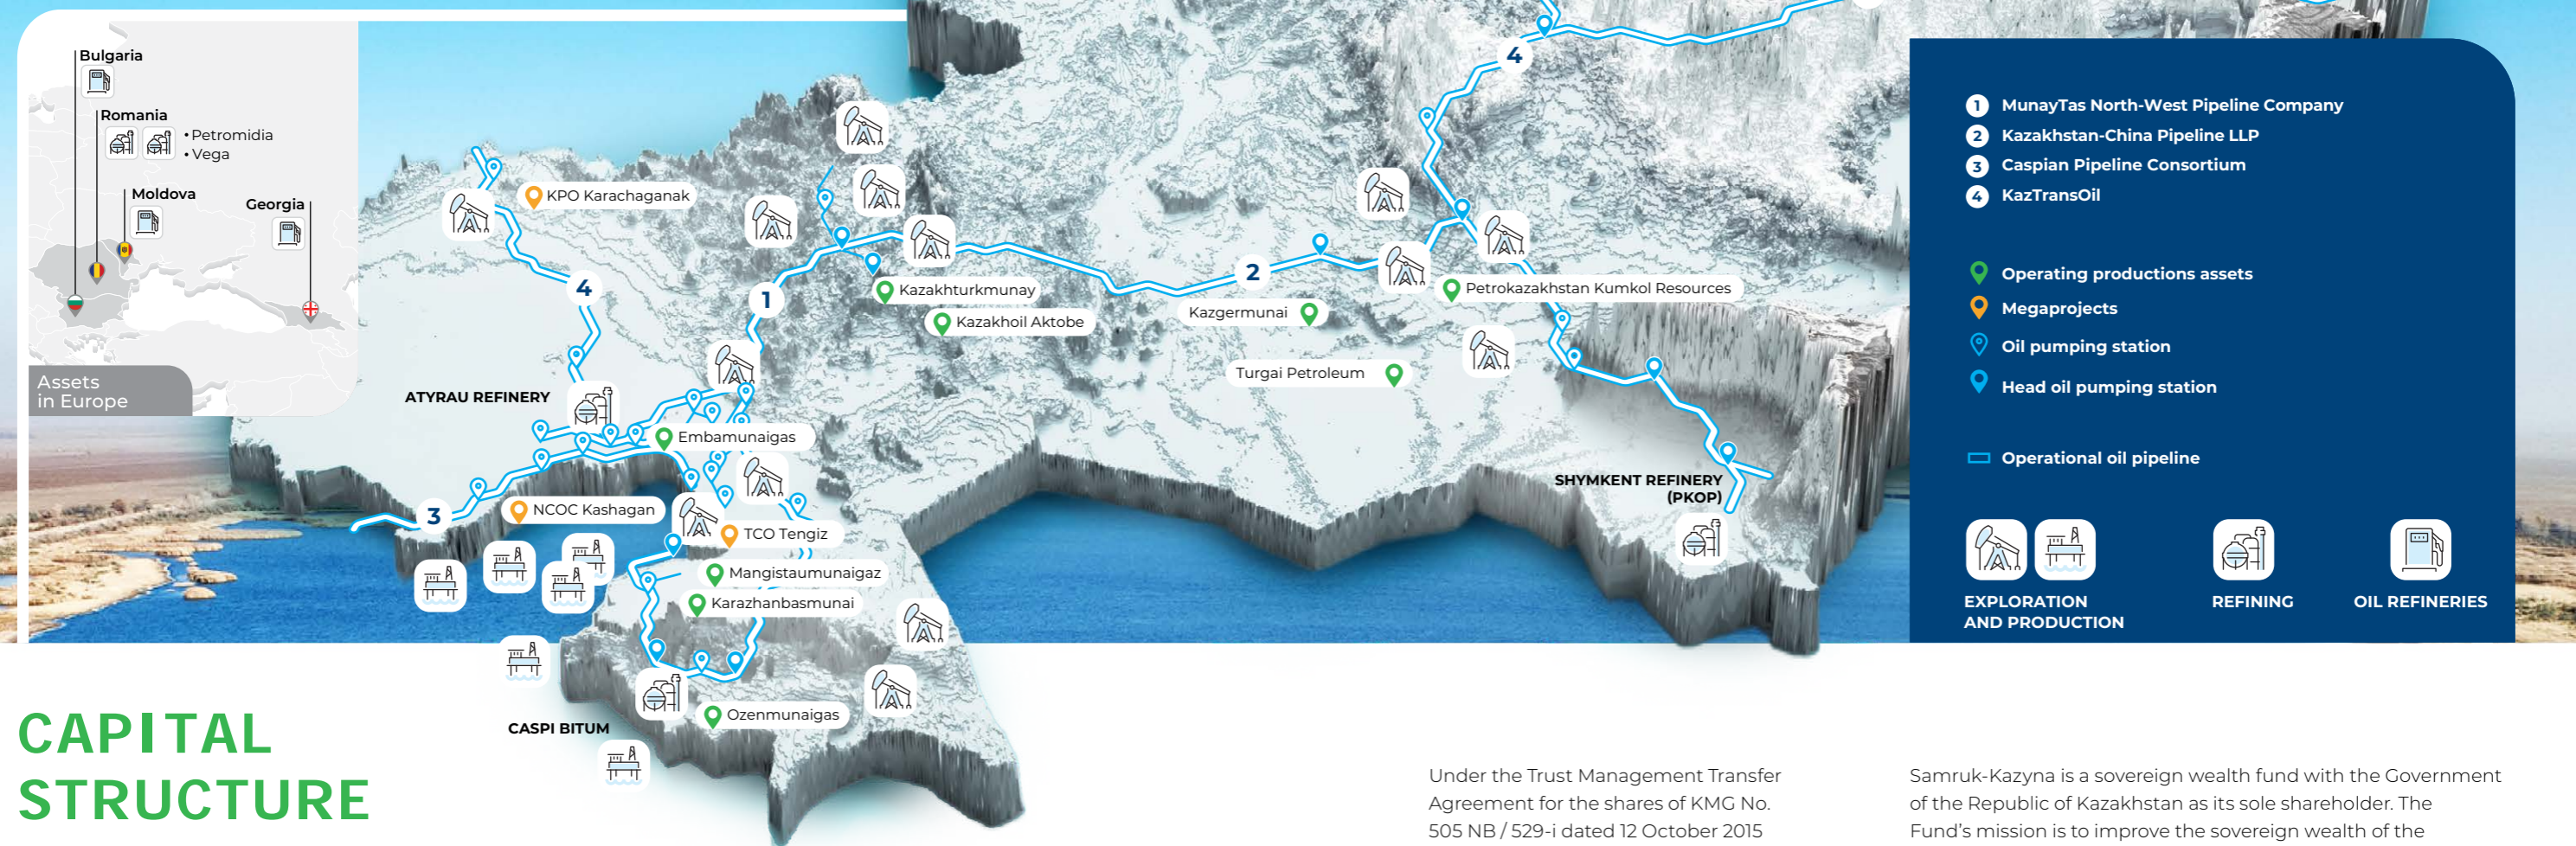 Bulgaria
Romania
• Petromidia
• Vega
Moldova
Georgia
Assets
in Europe
4
KPO Karachaganak
4
1
2
Kazakhturkmunay
Kazakhoil Aktobe
Kazgermunai
Petrokazakhstan Kumkol Resources
Turgai Petroleum
ATYRAU REFINERY
Embamunaigas
3
NCOC Kashagan
TCO Tengiz
Mangistaumunaigaz
Karazhanbasmunai
SHYMKENT REFINERY
(PKOP)
Ozenmunaigas
CASPI BITUM
1 MunayTas North-West Pipeline Company
2 Kazakhstan-China Pipeline LLP
3 Caspian Pipeline Consortium
4 KazTransOil
Operating productions assets
Megaprojects
Oil pumping station
Head oil pumping station
Operational oil pipeline
EXPLORATION
AND PRODUCTION
REFINING
OIL REFINERIES
CAPITAL
STRUCTURE
Under the Trust Management Transfer
Agreement for the shares of KMG No.
505 NB / 529-i dated 12 October 2015
Samruk-Kazyna is a sovereign wealth fund with the Government
of the Republic of Kazakhstan as its sole shareholder. The
Fund's mission is to improve the sovereign wealth of the